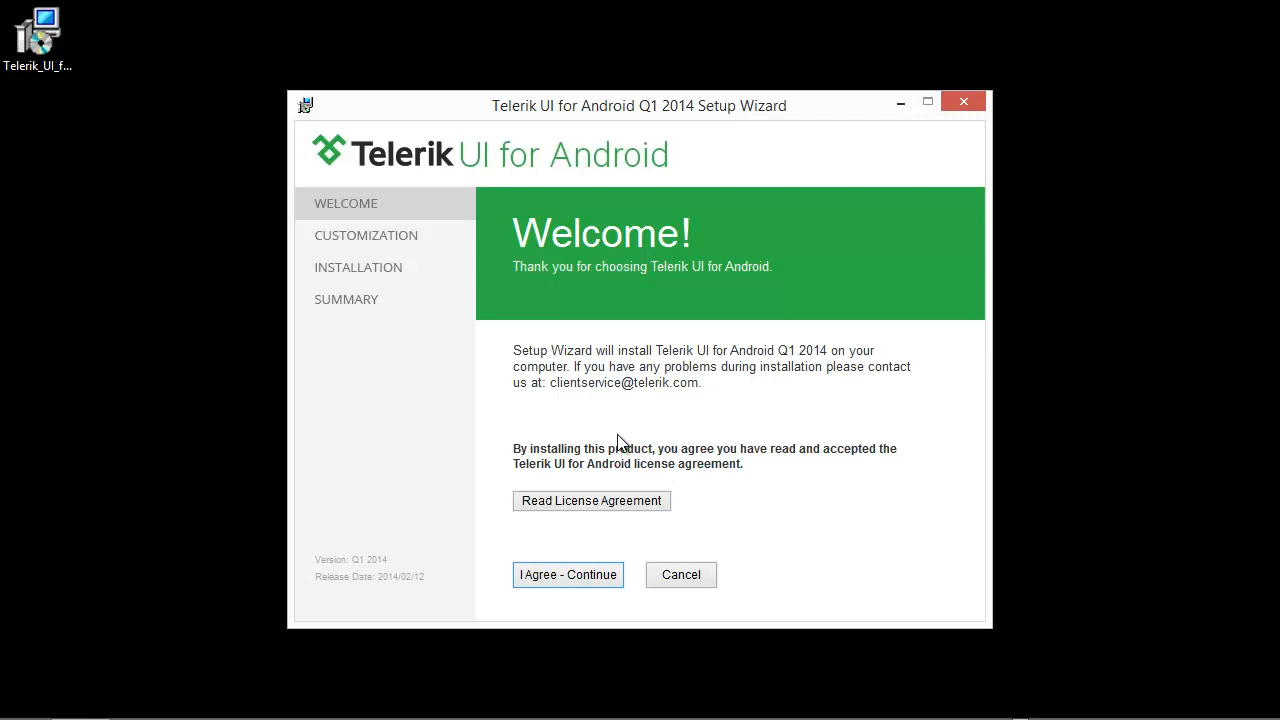 Telerik_UI_f...
Telerik UI for Android Q1 2014 Setup Wizard
Telerik UI for Android
WELCOME
CUSTOMIZATION
INSTALLATION
SUMMARY
Welcome!
Thank you for choosing Telerik UI for Android.
Setup Wizard will install Telerik UI for Android Q1 2014 on your
computer. If you have any problems during installation please contact
us at: clientservice@telerik.com.
By installing this product, you agree you have read and accepted the
Telerik UI for Android license agreement.
Read License Agreement
Version: Q1 2014
Release Date: 2014/02/12
I Agree - Continue
Cancel